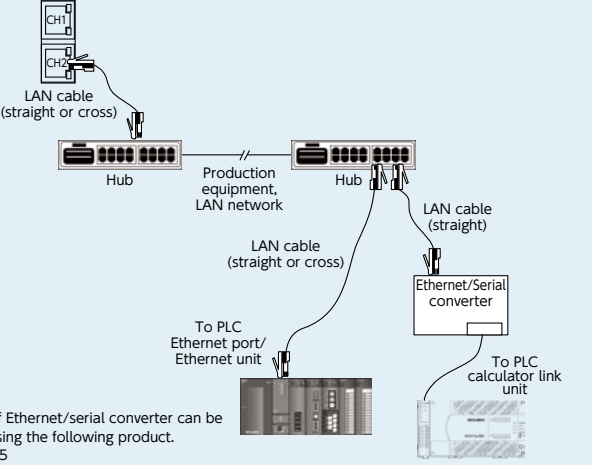 CH1
CH2
LAN cable
(straight or cross)
Hub
Production
equipment,
LAN network
Hub
LAN cable
(straight)
LAN cable
(straight or cross)
Ethernet/Serial
converter
To PLC
Ethernet port/
Ethernet unit
To PLC
calculator link
unit
f Ethernet/serial converter can be
sing the following product.
5